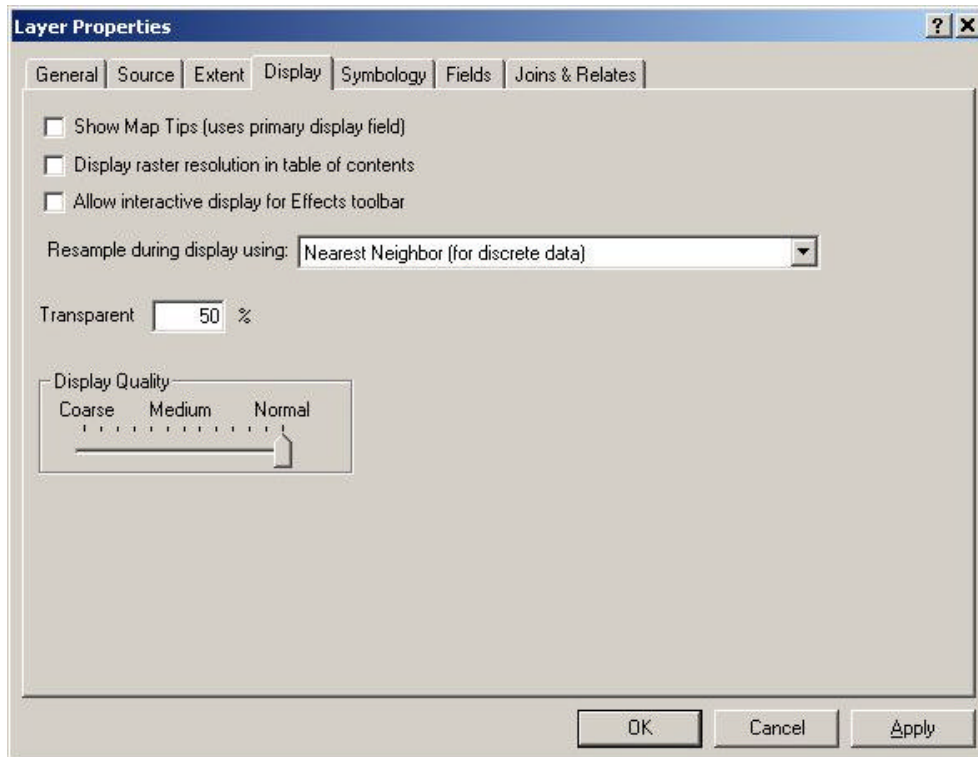 Layer Properties
General Source Extent Display Symbology Fields Joins & Relates
Show Map Tips (uses primary display field)
Display raster resolution in table of contents
Allow interactive display for Effects toolbar
Resample during display using: Nearest Neighbor (for discrete data)
Transparent 50 %
Display Quality
Coarse Medium Normal
OK Cancel Apply